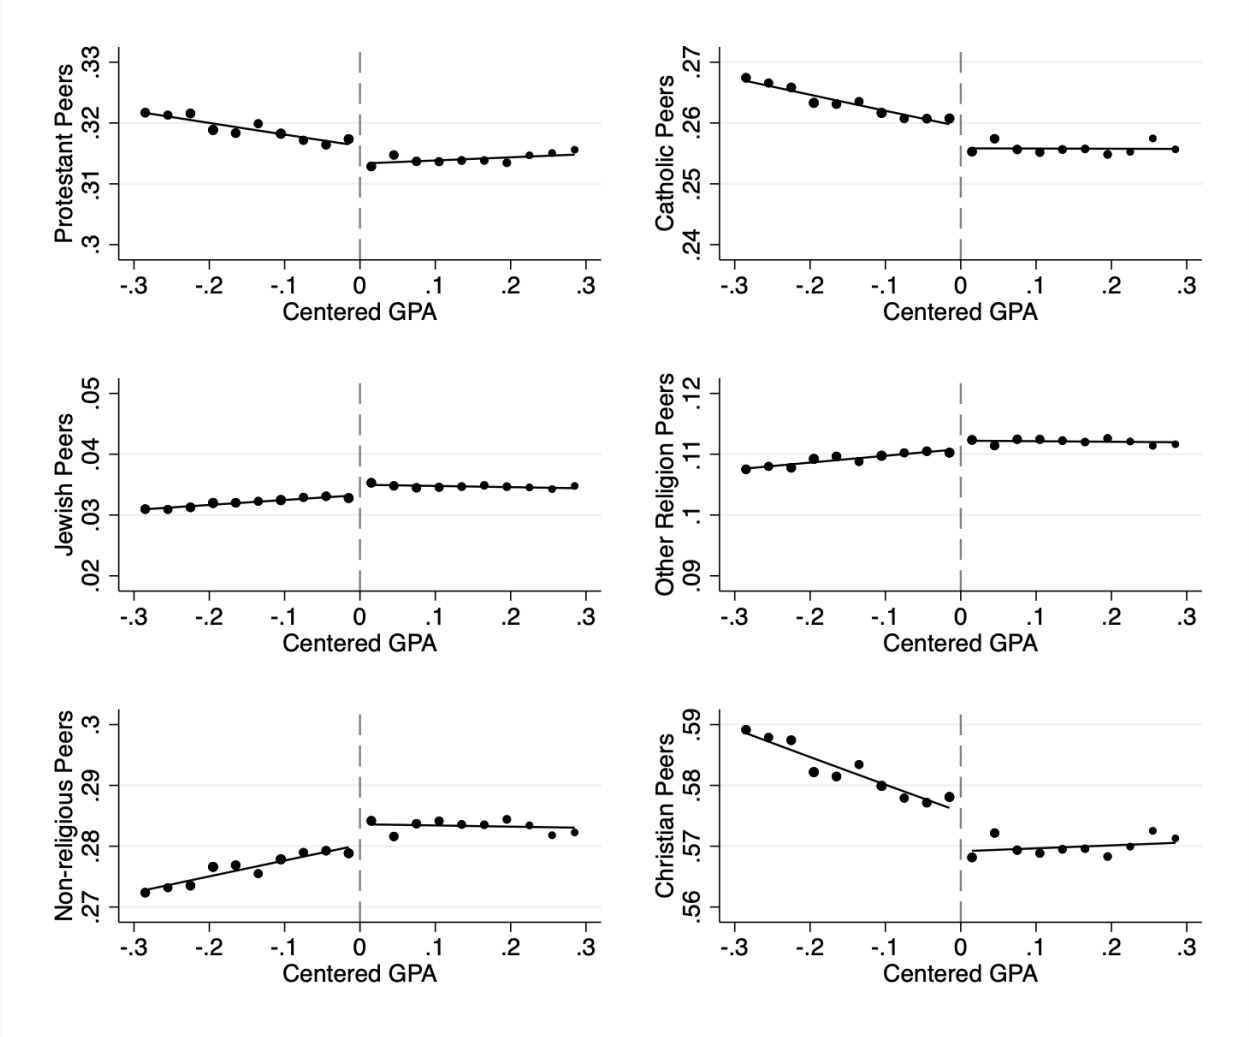 Protestant Peers
.33
.32
.31
.3
-.3 -.2 -.1 0 .1 .2 .3
Centered GPA
Catholic Peers
.27
.26
.25
.24
-.3 -.2 -.1 0 .1 .2 .3
Centered GPA
Jewish Peers
.05
.04
.03
.02
-.3 -.2 -.1 0 .1 .2 .3
Centered GPA
Other Religion Peers
.12
.11
.1
.09
-.3 -.2 -.1 0 .1 .2 .3
Centered GPA
Non-religious Peers
.3
.29
.28
.27
-.3 -.2 -.1 0 .1 .2 .3
Centered GPA
Christian Peers
.59
.58
.57
.56
-.3 -.2 -.1 0 .1 .2 .3
Centered GPA